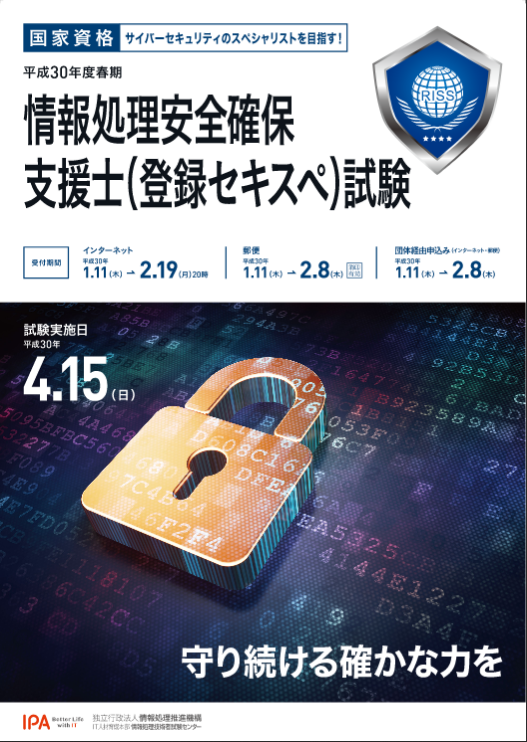 国家資格 サイバーセキュリティのスペシャリストを目指す!
RISS
平成30年度春期
情報処理安全確保
支援士(登録セキスペ)試験
受付期間
インターネット
平成30年
1.11(木) → 2.19(月)20時
郵便
平成30年
1.11(木) → 2.8(木)
団体経由申込み(インターネット・郵便)
平成30年
1.11(木) → 2.8(木)
試験実施日
平成30年
4.15(日)
守り続ける確かな力を
IPA Better Life with IT
独立行政法人情報処理推進機構
IT人材育成本部 情報処理技術者試験センター